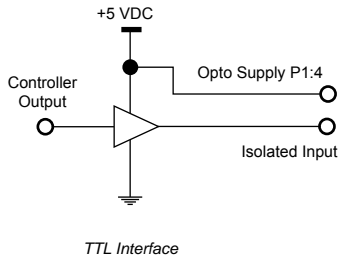 +5 VDC
Controller
Output
Opto Supply P1:4
Isolated Input
TTL Interface